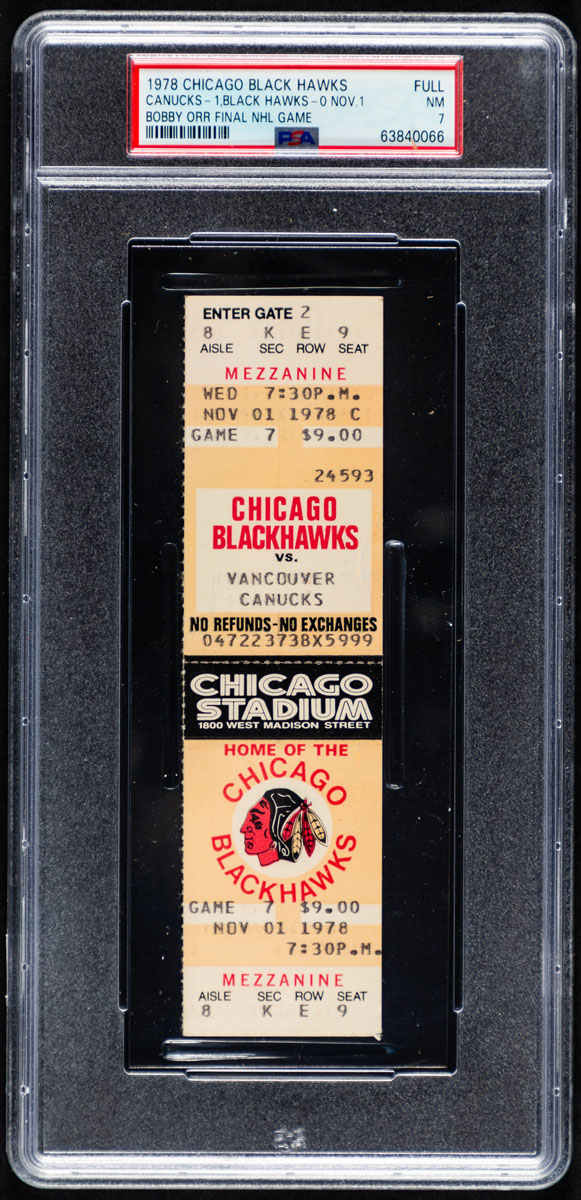 1978 CHICAGO BLACK HAWKS FULL
CANUCKS-1,BLACK HAWKS-0 NOV.1 NM
BOBBY ORR FINAL NHL GAME 7
PSA 63840066
ENTER GATE 2
8 K E 9
AISLE SEC ROW SEAT
MEZZANINE
WED 7:30P.M.
NOV 01 1978 C
GAME 7 $9.00
24593
CHICAGO
BLACKHAWKS
vs.
VANCOUVER
CANUCKS
NO REFUNDS-NO EXCHANGES
047223738X5999
CHICAGO
STADIUM
1800 WEST MADISON STREET
HOME OF THE
CHICAGO
BLACKHAWKS
GAME 7 $9.00
NOV 01 1978
7:30P.M.
MEZZANINE
AISLE SEC ROW SEAT
8 K E 9
PSA